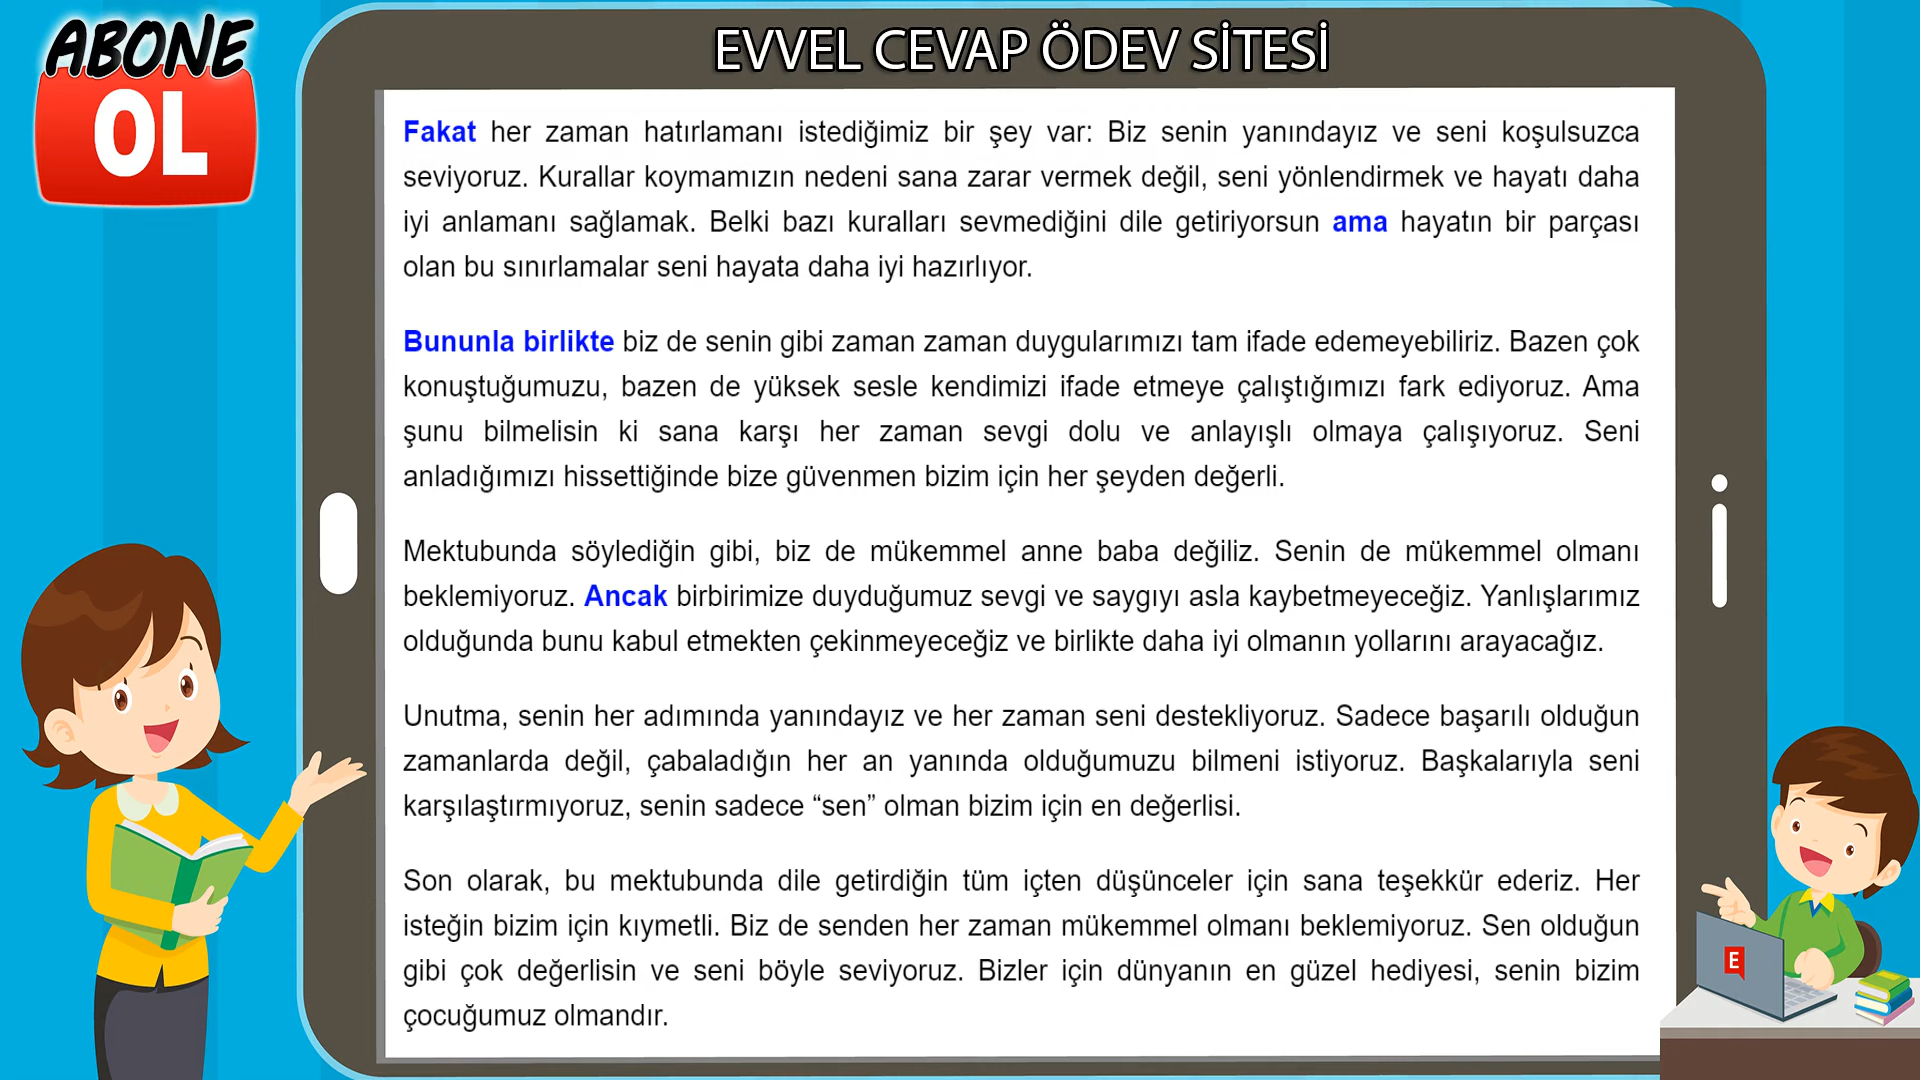 ABONE
OL
EVVEL CEVAP ÖDEV SİTESİ
Fakat her zaman hatırlamanı istediğimiz bir şey var: Biz senin yanındayız ve seni koşulsuzca
seviyoruz. Kurallar koymamızın nedeni sana zarar vermek değil, seni yönlendirmek ve hayatı daha
iyi anlamanı sağlamak. Belki bazı kuralları sevmediğini dile getiriyorsun ama hayatın bir parçası
olan bu sınırlamalar seni hayata daha iyi hazırlıyor.
Bununla birlikte biz de senin gibi zaman zaman duygularımızı tam ifade edemeyebiliriz. Bazen çok
konuştuğumuzu, bazen de yüksek sesle kendimizi ifade etmeye çalıştığımızı fark ediyoruz. Ama
şunu bilmelisin ki sana karşı her zaman sevgi dolu ve anlayışlı olmaya çalışıyoruz. Seni
anladığımızı hissettiğinde bize güvenmen bizim için her şeyden değerli.
Mektubunda söylediğin gibi, biz de mükemmel anne baba değiliz. Senin de mükemmel olmanı
beklemiyoruz. Ancak birbirimize duyduğumuz sevgi ve saygıyı asla kaybetmeyeceğiz. Yanlışlarımız
olduğunda bunu kabul etmekten çekinmeyeceğiz ve birlikte daha iyi olmanın yollarını arayacağız.
Unutma, senin her adımında yanındayız ve her zaman seni destekliyoruz. Sadece başarılı olduğun
zamanlarda değil, çabaladığın her an yanında olduğumuzu bilmeni istiyoruz. Başkalarıyla seni
karşılaştırmıyoruz, senin sadece “sen” olman bizim için en değerlisi.
Son olarak, bu mektubunda dile getirdiğin tüm içten düşünceler için sana teşekkür ederiz. Her
isteğin bizim için kıymetli. Biz de senden her zaman mükemmel olmanı beklemiyoruz. Sen olduğun
gibi çok değerlisin ve seni böyle seviyoruz. Bizler için dünyanın en güzel hediyesi, senin bizim
çocuğumuz olmandır.
E